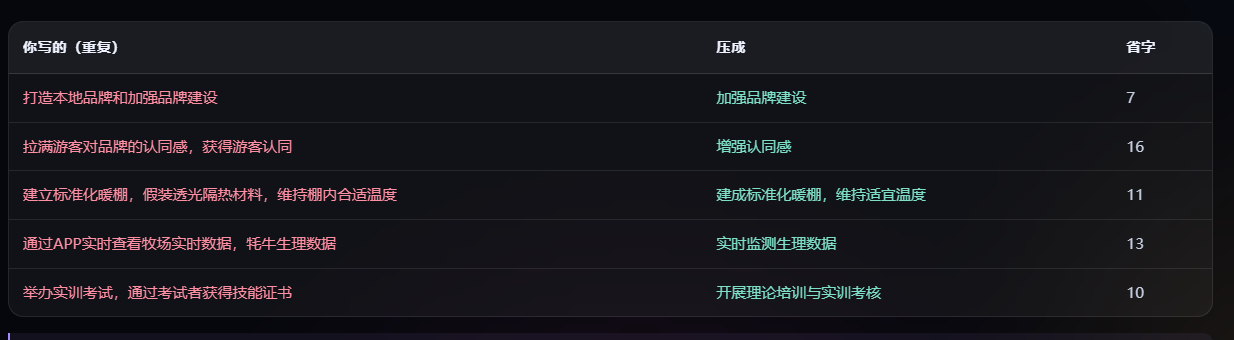 你写的（重复） 压成 省字
打造本地品牌和加强品牌建设 加强品牌建设 7
拉满游客对品牌的认同感，获得游客认同 增强认同感 16
建立标准化暖棚，假装透光隔热材料，维持棚内合适温度 建成标准化暖棚，维持适宜温度 11
通过APP实时查看牧场实时数据，牦牛生理数据 实时监测生理数据 13
举办实训考试，通过考试者获得技能证书 开展理论培训与实训考核 10